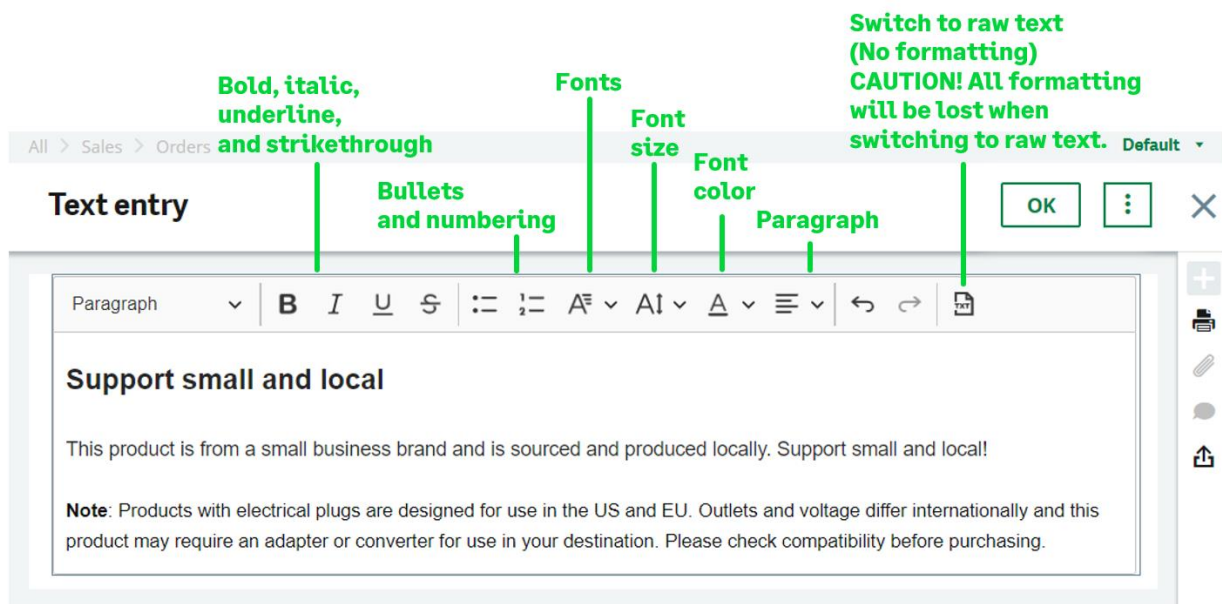 Switch to raw text
(No formatting)
CAUTION! All formatting
will be lost when
switching to raw text.
Bold, italic,
underline,
and strikethrough
Fonts
Font
size
Font
color
Bullets
and numbering
Paragraph
All > Sales > Orders
Default
Text entry
OK
Paragraph
B I U S
TXT
Support small and local
This product is from a small business brand and is sourced and produced locally. Support small and local!
Note: Products with electrical plugs are designed for use in the US and EU. Outlets and voltage differ internationally and this
product may require an adapter or converter for use in your destination. Please check compatibility before purchasing.